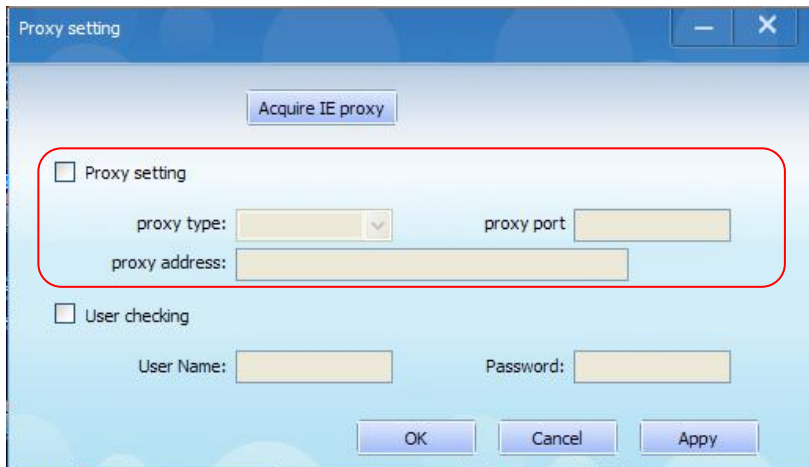 Proxy setting
Acquire IE proxy
Proxy setting
proxy type: proxy port
proxy address:
User checking
User Name: Password:
OK Cancel Appy